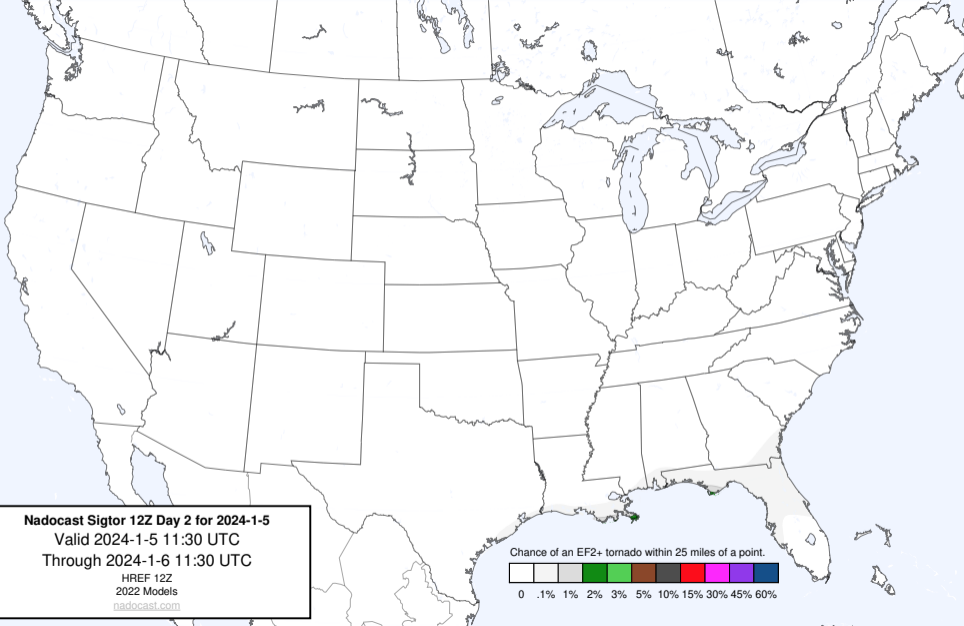 Nadocast Sigtor 12Z Day 2 for 2024-1-5
Valid 2024-1-5 11:30 UTC
Through 2024-1-6 11:30 UTC
HREF 12Z
2022 Models
nadocast.com
Chance of an EF2+ tornado within 25 miles of a point.
0 .1% 1% 2% 3% 5% 10% 15% 30% 45% 60%